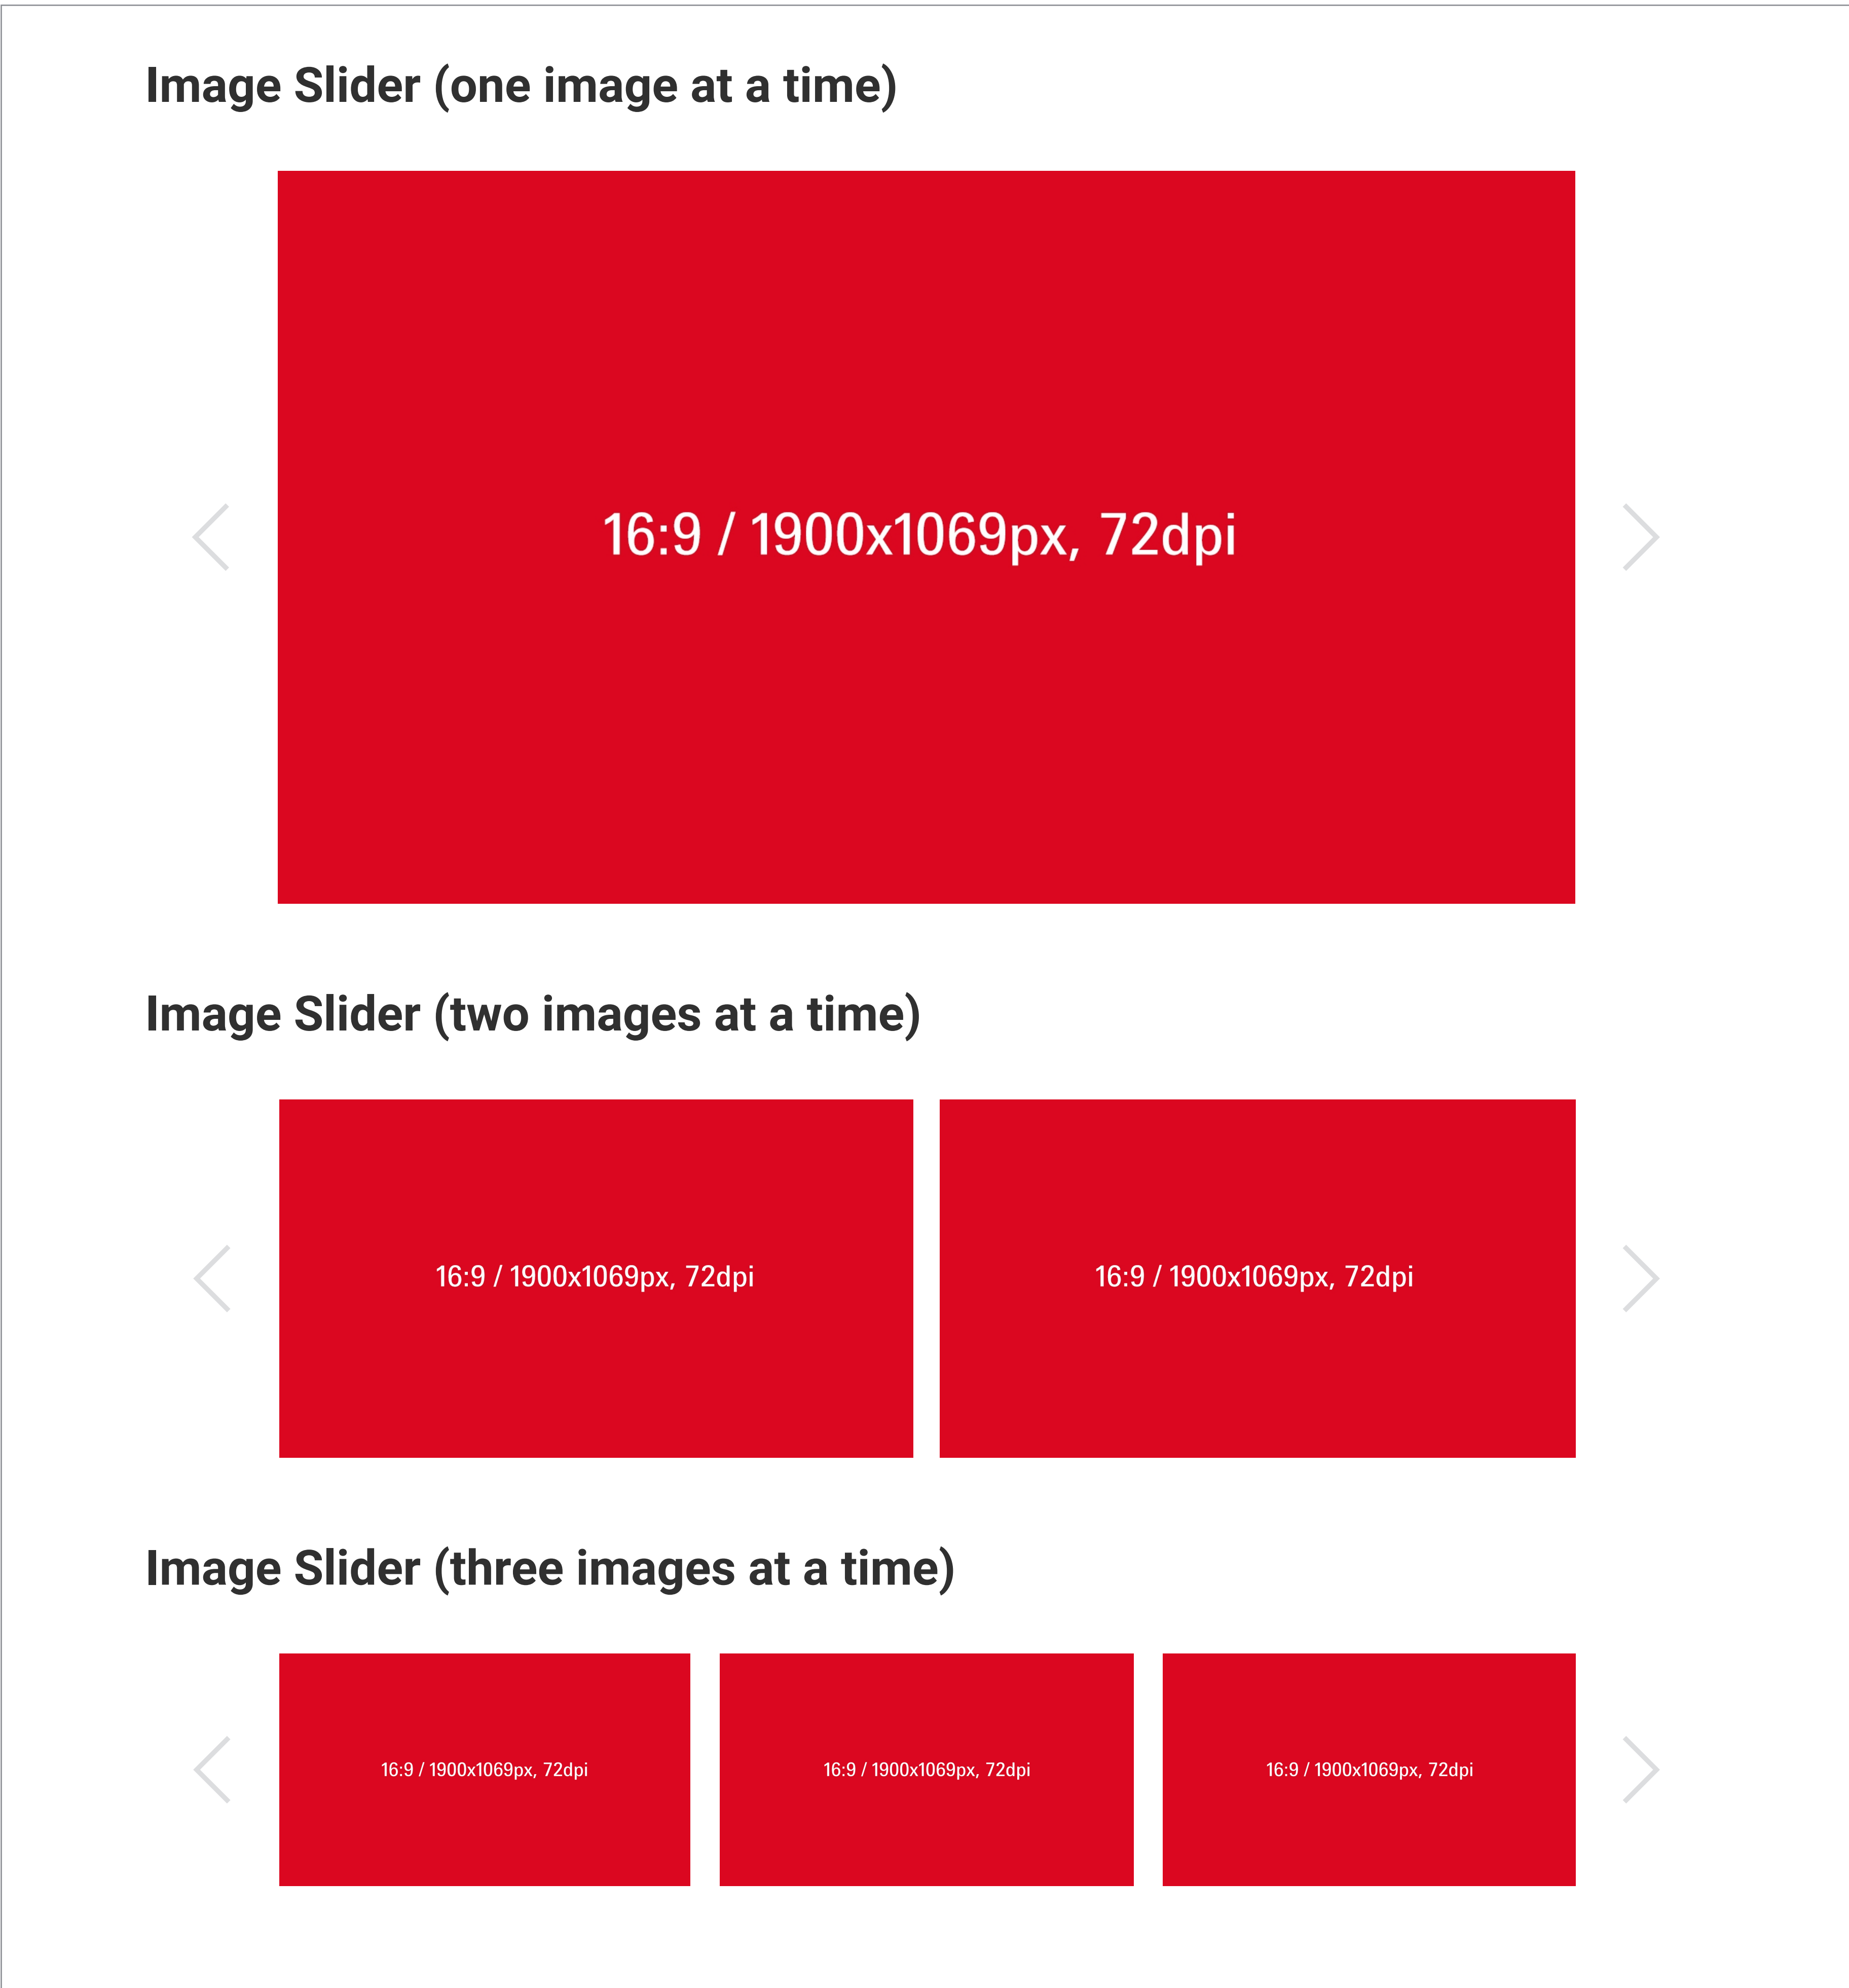 Image Slider (one image at a time)
16:9 / 1900x1069px, 72dpi
Image Slider (two images at a time)
16:9 / 1900x1069px, 72dpi
16:9 / 1900x1069px, 72dpi
Image Slider (three images at a time)
16:9 / 1900x1069px, 72dpi
16:9 / 1900x1069px, 72dpi
16:9 / 1900x1069px, 72dpi